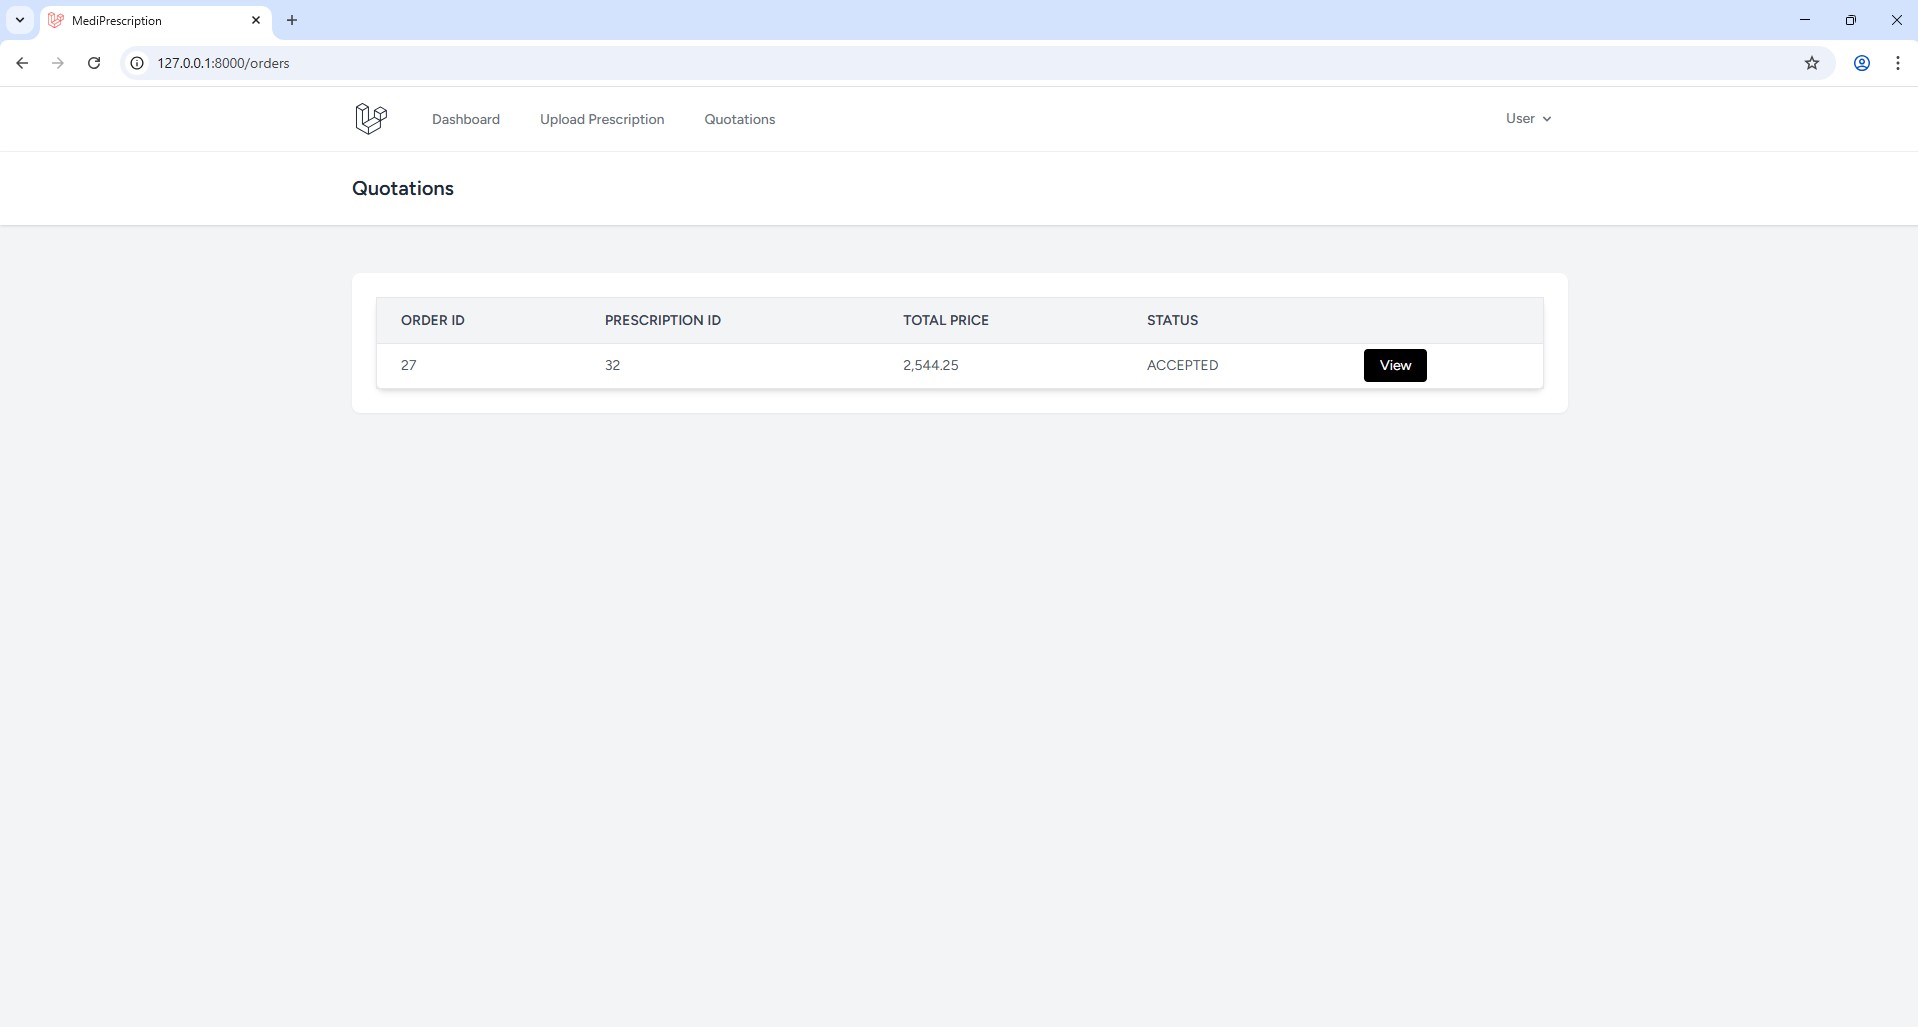 MediPrescription
127.0.0.1:8000/orders
Dashboard Upload Prescription Quotations User
Quotations
ORDER ID PRESCRIPTION ID TOTAL PRICE STATUS
27 32 2,544.25 ACCEPTED View